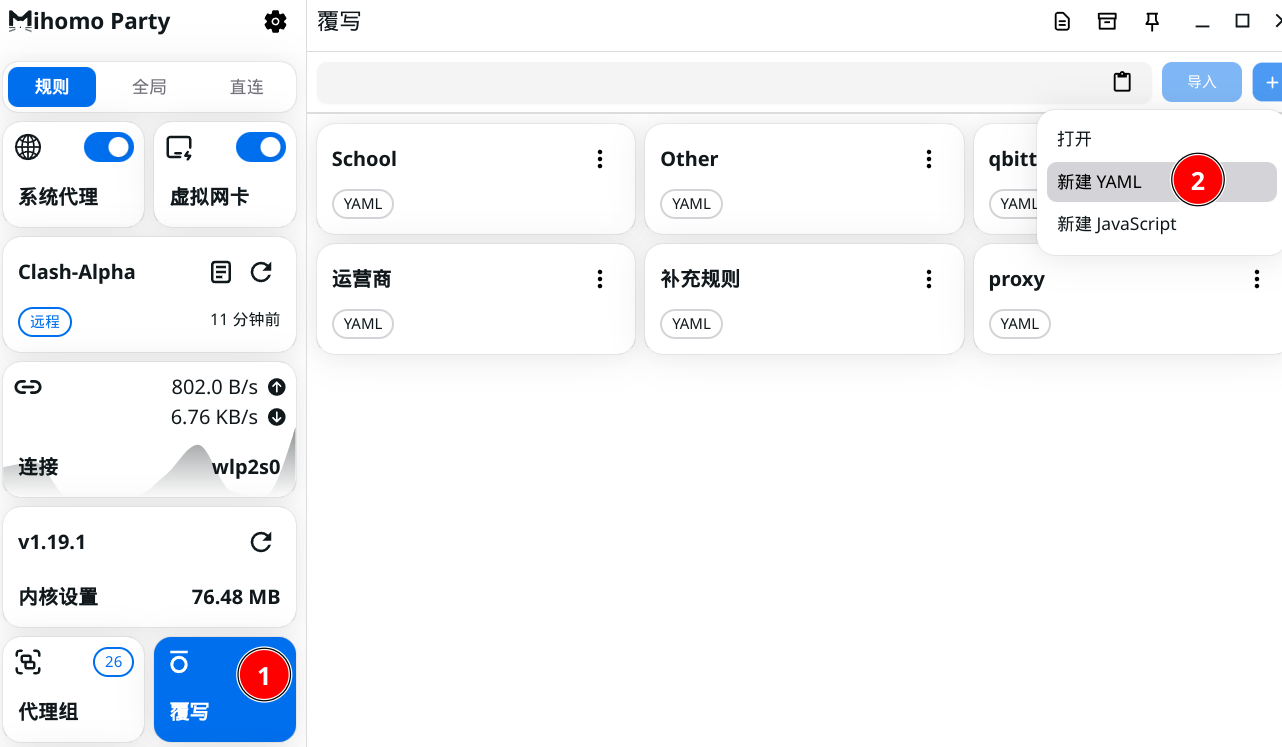 Mihomo Party
规则 全局 直连
系统代理
虚拟网卡
Clash-Alpha
远程 11 分钟前
802.0 B/s
6.76 KB/s
连接 wlp2s0
v1.19.1
内核设置 76.48 MB
26
代理组
覆写
1
覆写
导入
School
YAML
Other
YAML
qbitt
YAML
打开
新建 YAML
2
新建 JavaScript
运营商
YAML
补充规则
YAML
proxy
YAML